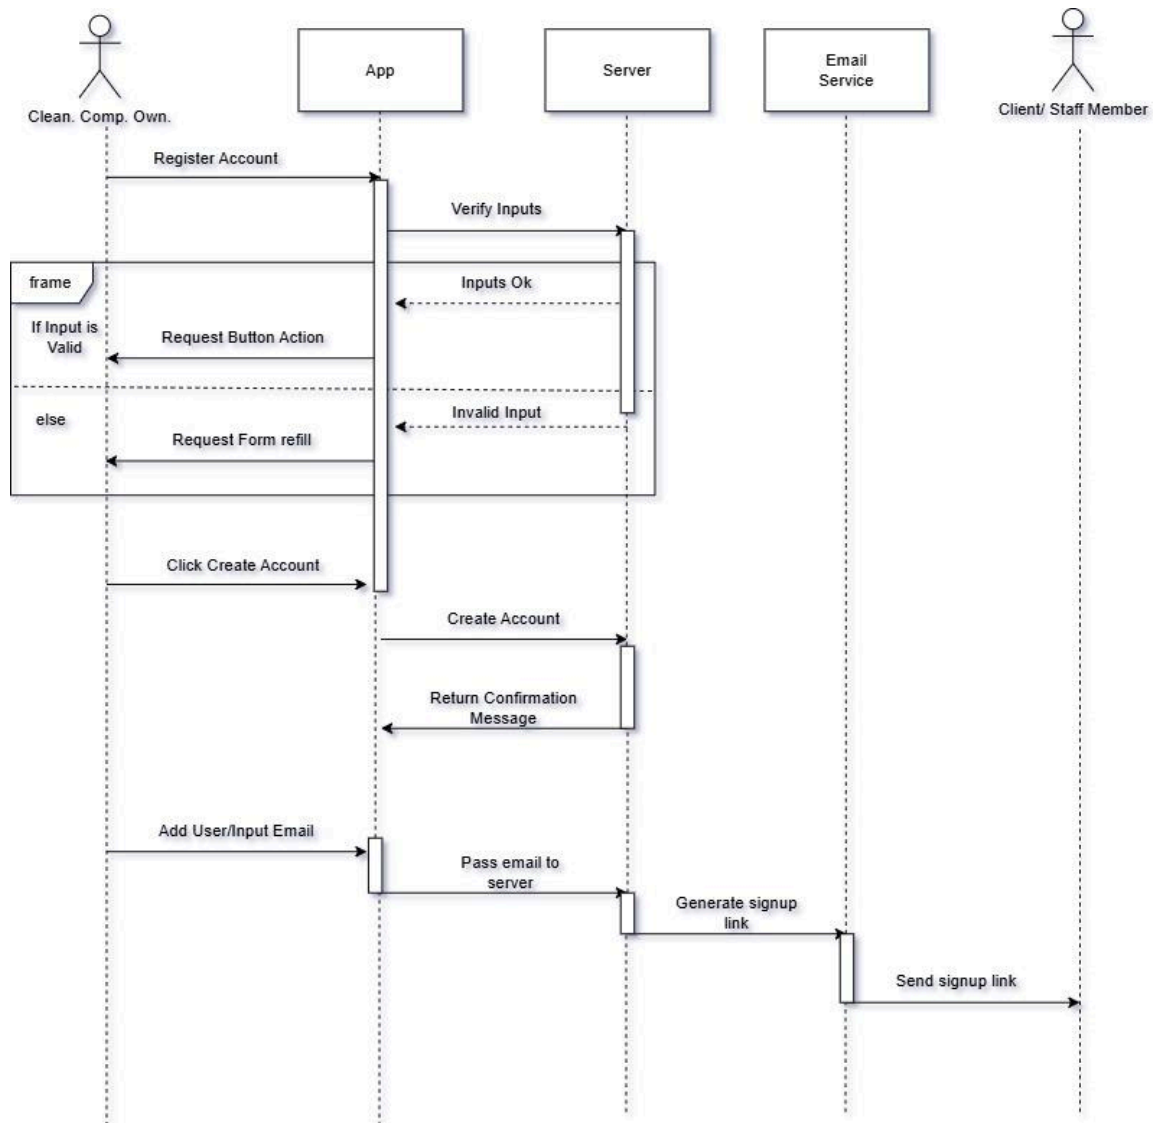 App
Server
Email
Service
Clean. Comp. Own.
Client/ Staff Member
Register Account
Verify Inputs
frame
Inputs Ok
If Input is
Valid
Request Button Action
Invalid Input
else
Request Form refill
Click Create Account
Create Account
Return Confirmation
Message
Add User/Input Email
Pass email to
server
Generate signup
link
Send signup link